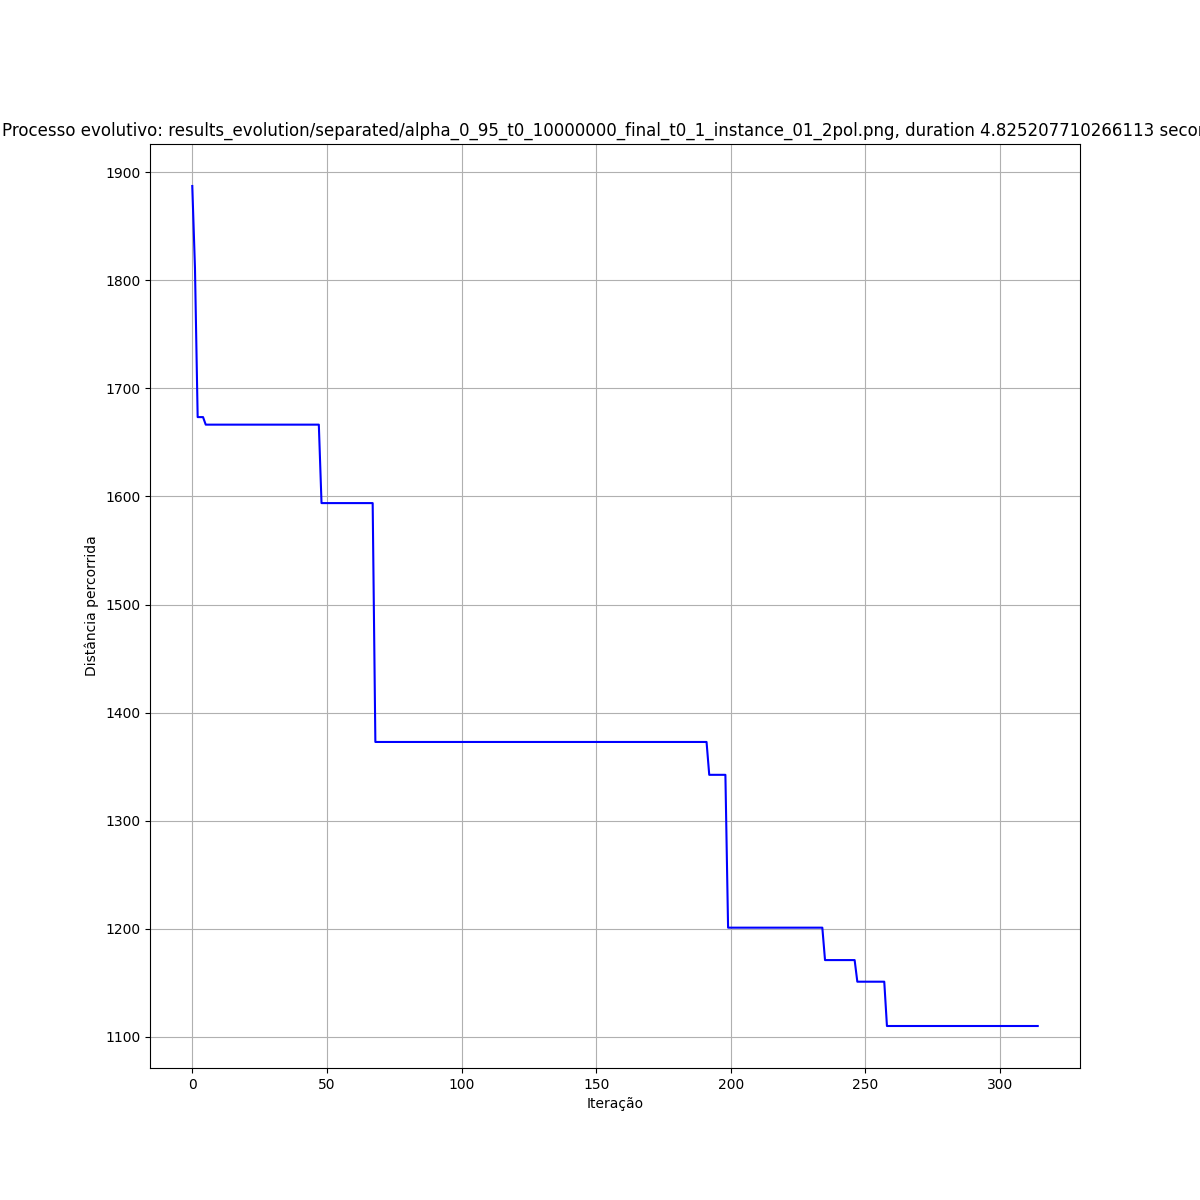 Processo evolutivo: results_evolution/separated/alpha_0_95_t0_10000000_final_t0_1_instance_01_2pol.png, duration 4.825207710266113
1900
1800
1700
1600
1500
1400
1300
1200
1100
Distância percorrida
0 50 100 150 200 250 300
Iteração